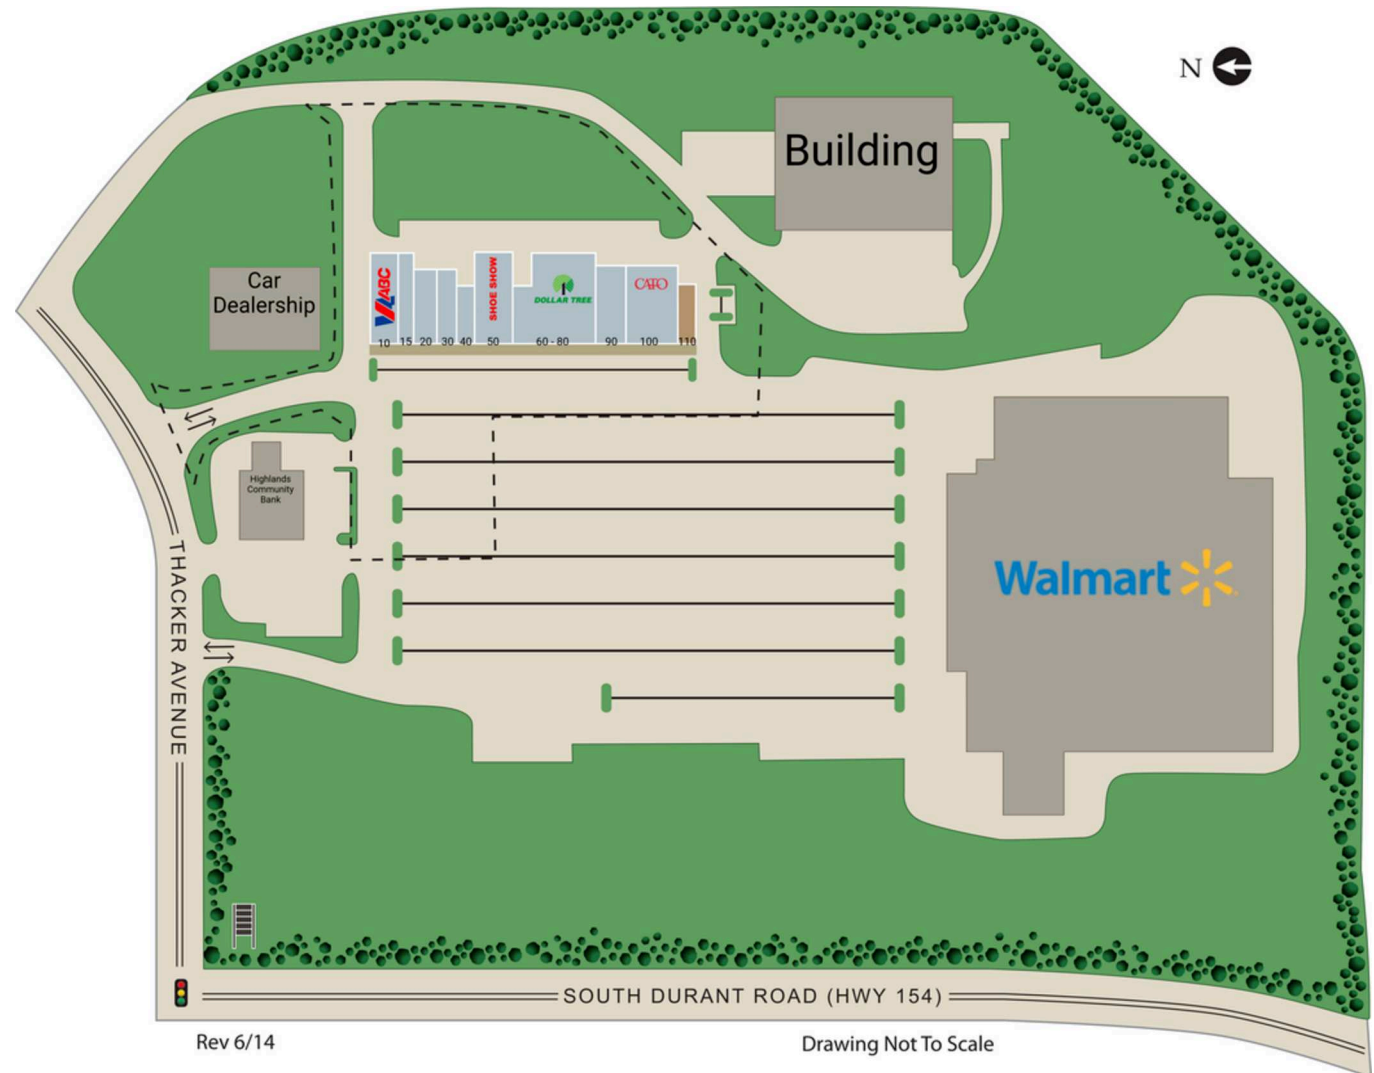 N
Building
Car
Dealership
VA ABC
SHOE SHOW
DOLLAR TREE
CATO
10
15
20
30
40
50
60 - 80
90
100
110
Highlands
Community
Bank
Walmart
THACKER AVENUE
SOUTH DURANT ROAD (HWY 154)
Rev 6/14
Drawing Not To Scale